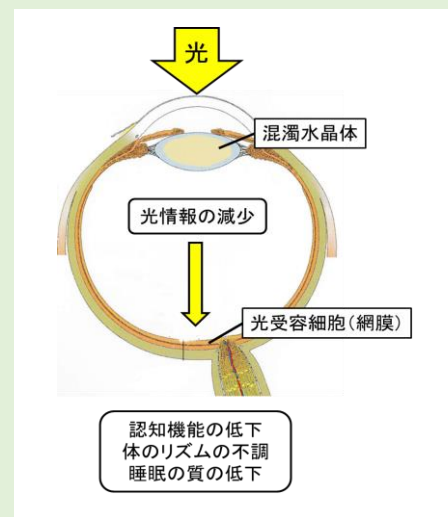 光
混濁水晶体
光情報の減少
光受容細胞(網膜)
認知機能の低下
体のリズムの不調
睡眠の質の低下